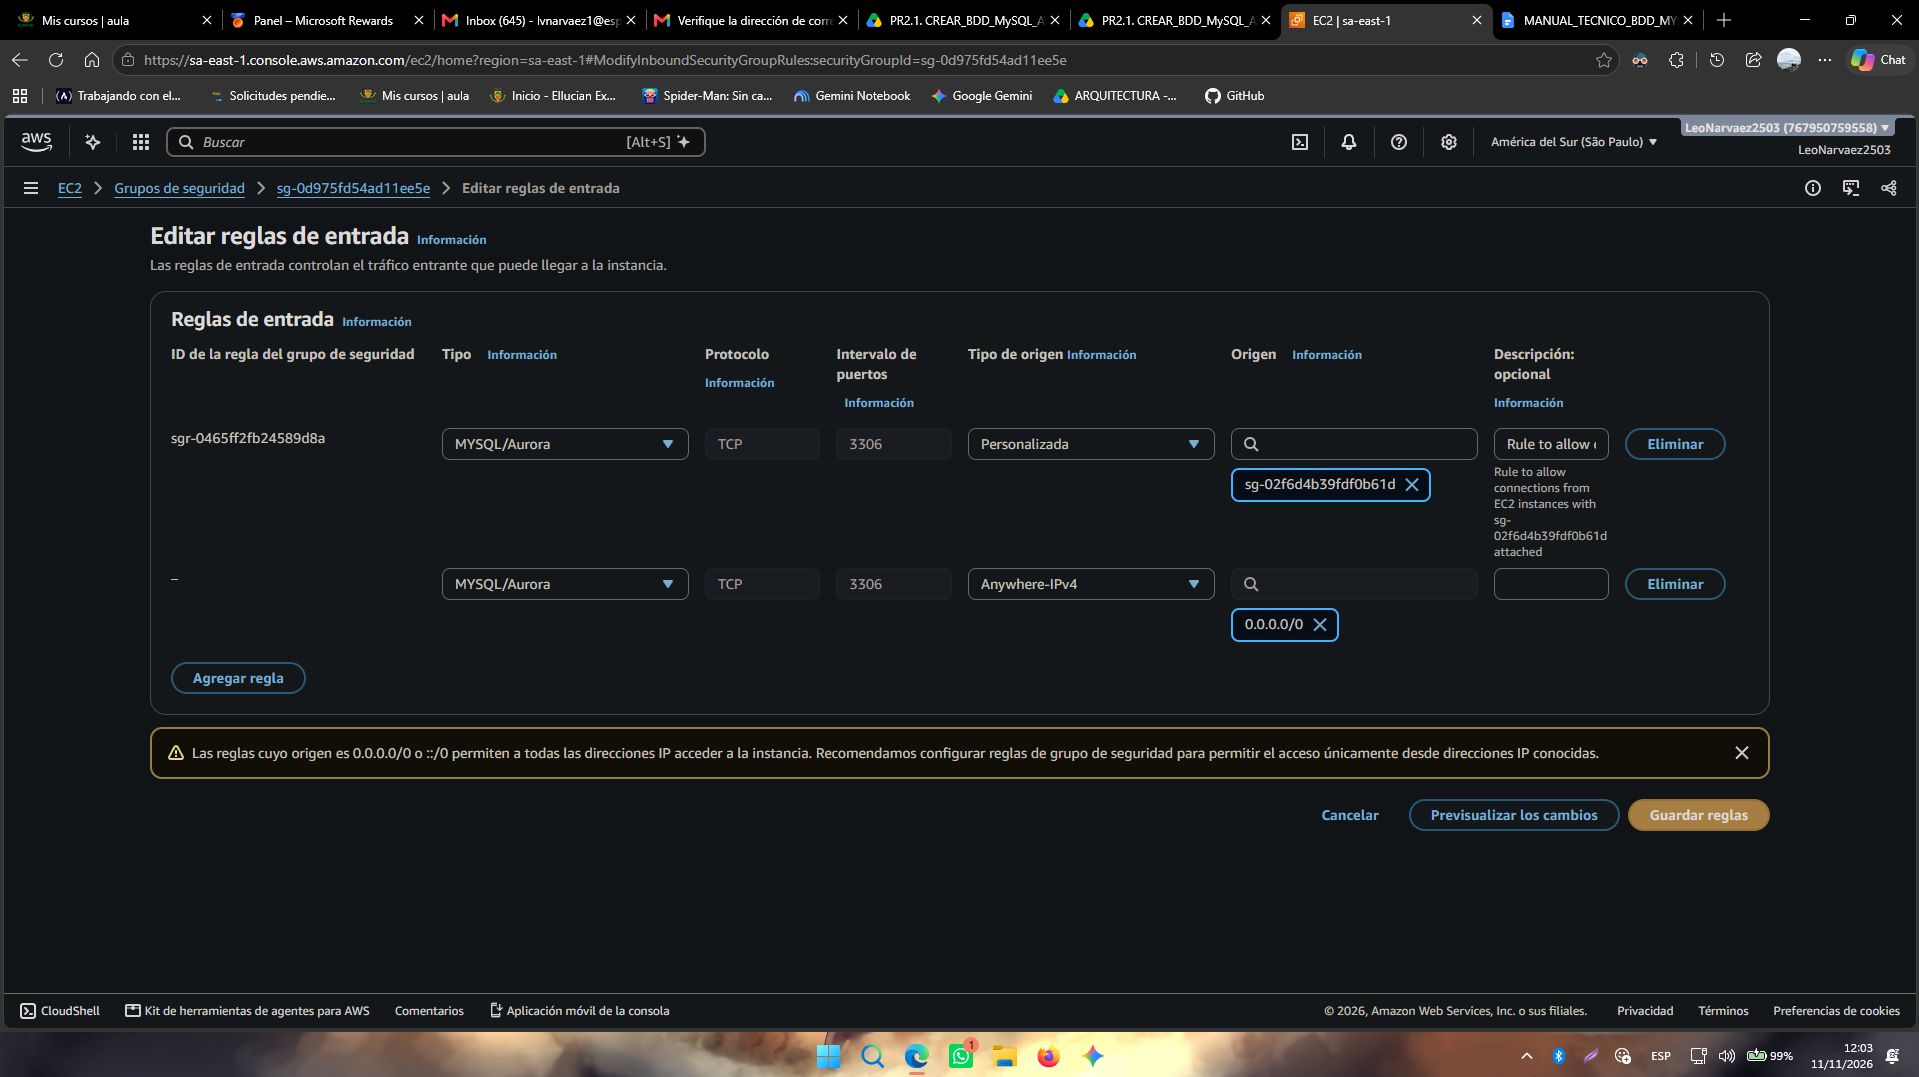 Mis cursos | aula
Panel – Microsoft Rewards
Inbox (645) - lvnarvaez1@esp
Verifique la dirección de corre
PR2.1. CREAR_BDD_MySQL_A
PR2.1. CREAR_BDD_MySQL_A
EC2 | sa-east-1
MANUAL_TECNICO_BDD_MY
https://sa-east-1.console.aws.amazon.com/ec2/home?region=sa-east-1#ModifyInboundSecurityGroupRules:securityGroupId=sg-0d975fd54ad11ee5e
Chat
Trabajando con el...
Solicitudes pendie...
Mis cursos | aula
Inicio - Ellucian Ex...
Spider-Man: Sin ca...
Gemini Notebook
Google Gemini
ARQUITECTURA -...
GitHub
aws
Buscar
[Alt+S]
América del Sur (São Paulo)
LeoNarvaez2503 (767950759558)
LeoNarvaez2503
EC2
Grupos de seguridad
sg-0d975fd54ad11ee5e
Editar reglas de entrada
Editar reglas de entrada Información
Las reglas de entrada controlan el tráfico entrante que puede llegar a la instancia.
Reglas de entrada Información
ID de la regla del grupo de seguridad
Tipo Información
Protocolo
Información
Intervalo de
puertos
Información
Tipo de origen Información
Origen Información
Descripción:
opcional
Información
sgr-0465ff2fb24589d8a
MYSQL/Aurora
TCP
3306
Personalizada
sg-02f6d4b39fdf0b61d
Rule to allow
Rule to allow
connections from
EC2 instances with
sg-
02f6d4b39fdf0b61d
attached
Eliminar
–
MYSQL/Aurora
TCP
3306
Anywhere-IPv4
0.0.0.0/0
Eliminar
Agregar regla
Las reglas cuyo origen es 0.0.0.0/0 o ::/0 permiten a todas las direcciones IP acceder a la instancia. Recomendamos configurar reglas de grupo de seguridad para permitir el acceso únicamente desde direcciones IP conocidas.
Cancelar
Previsualizar los cambios
Guardar reglas
CloudShell
Kit de herramientas de agentes para AWS
Comentarios
Aplicación móvil de la consola
© 2026, Amazon Web Services, Inc. o sus filiales.
Privacidad
Términos
Preferencias de cookies
1
ESP
99%
12:03
11/11/2026